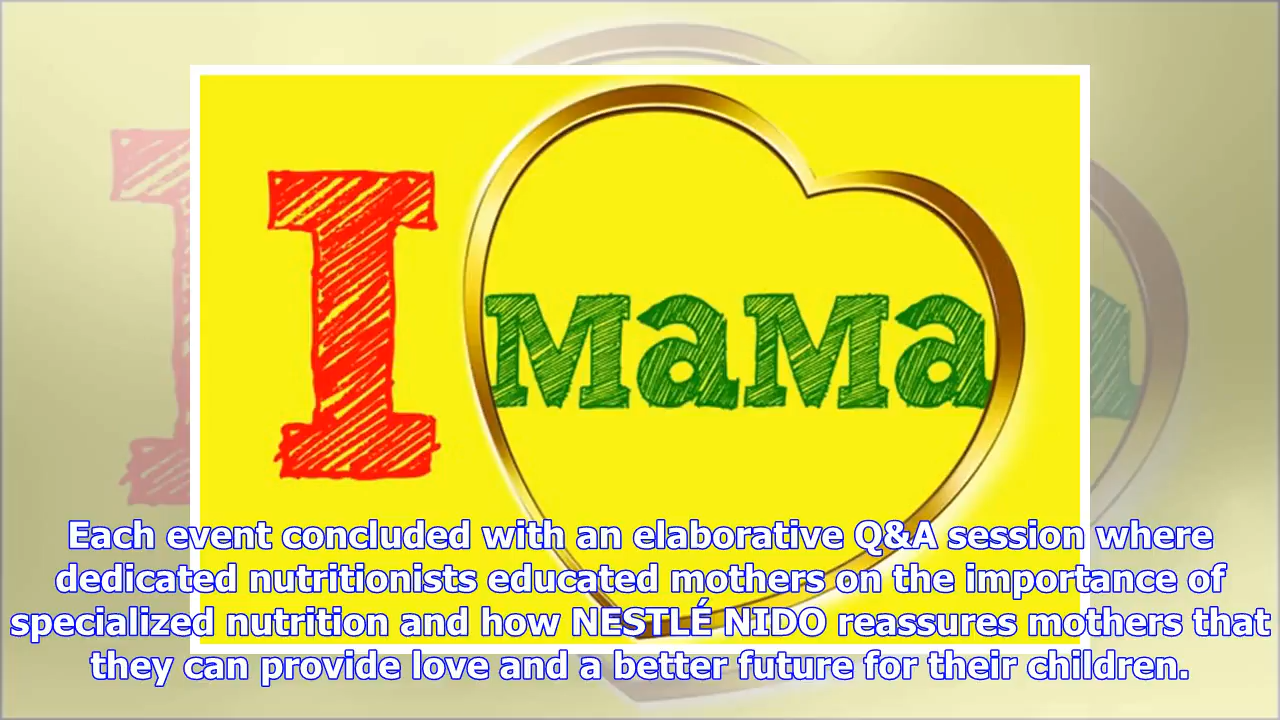 I MaMa
Each event concluded with an elaborative Q&A session where
dedicated nutritionists educated mothers on the importance of
specialized nutrition and how NESTLÉ NIDO reassures mothers that
they can provide love and a better future for their children.